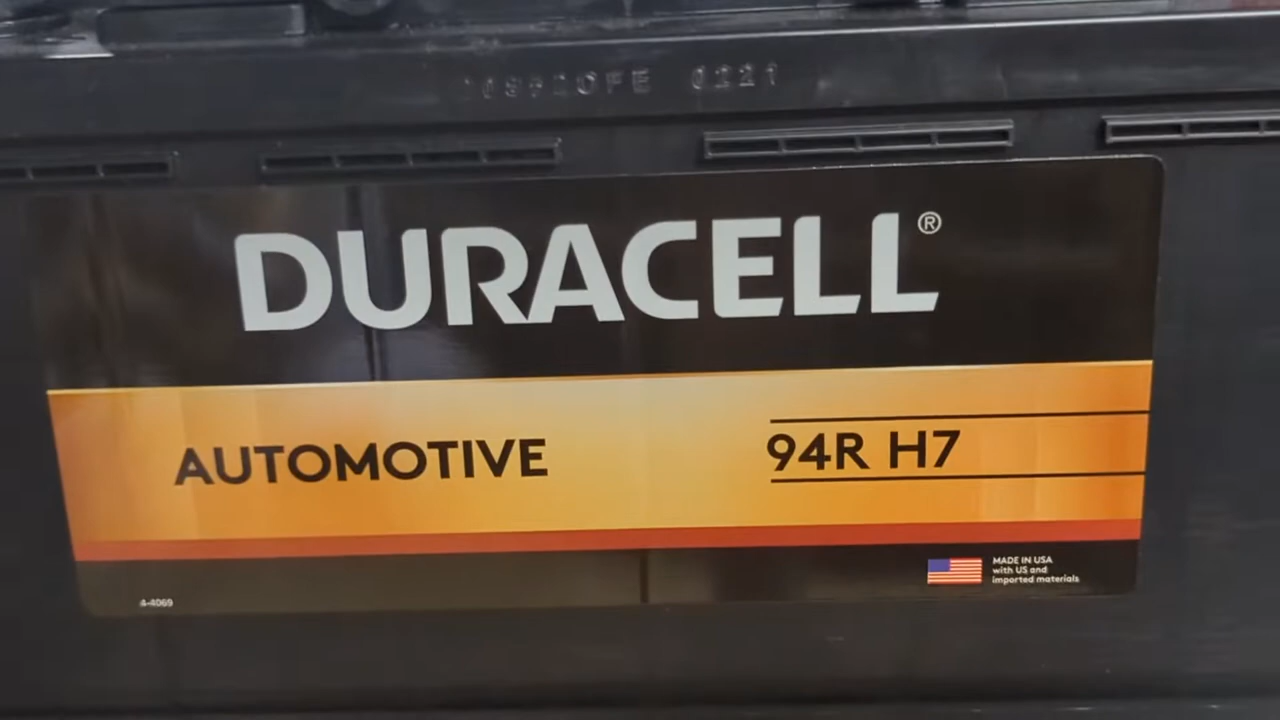 DURACELL®
AUTOMOTIVE
94R H7
MADE IN USA
with US and
imported materials
4-4069